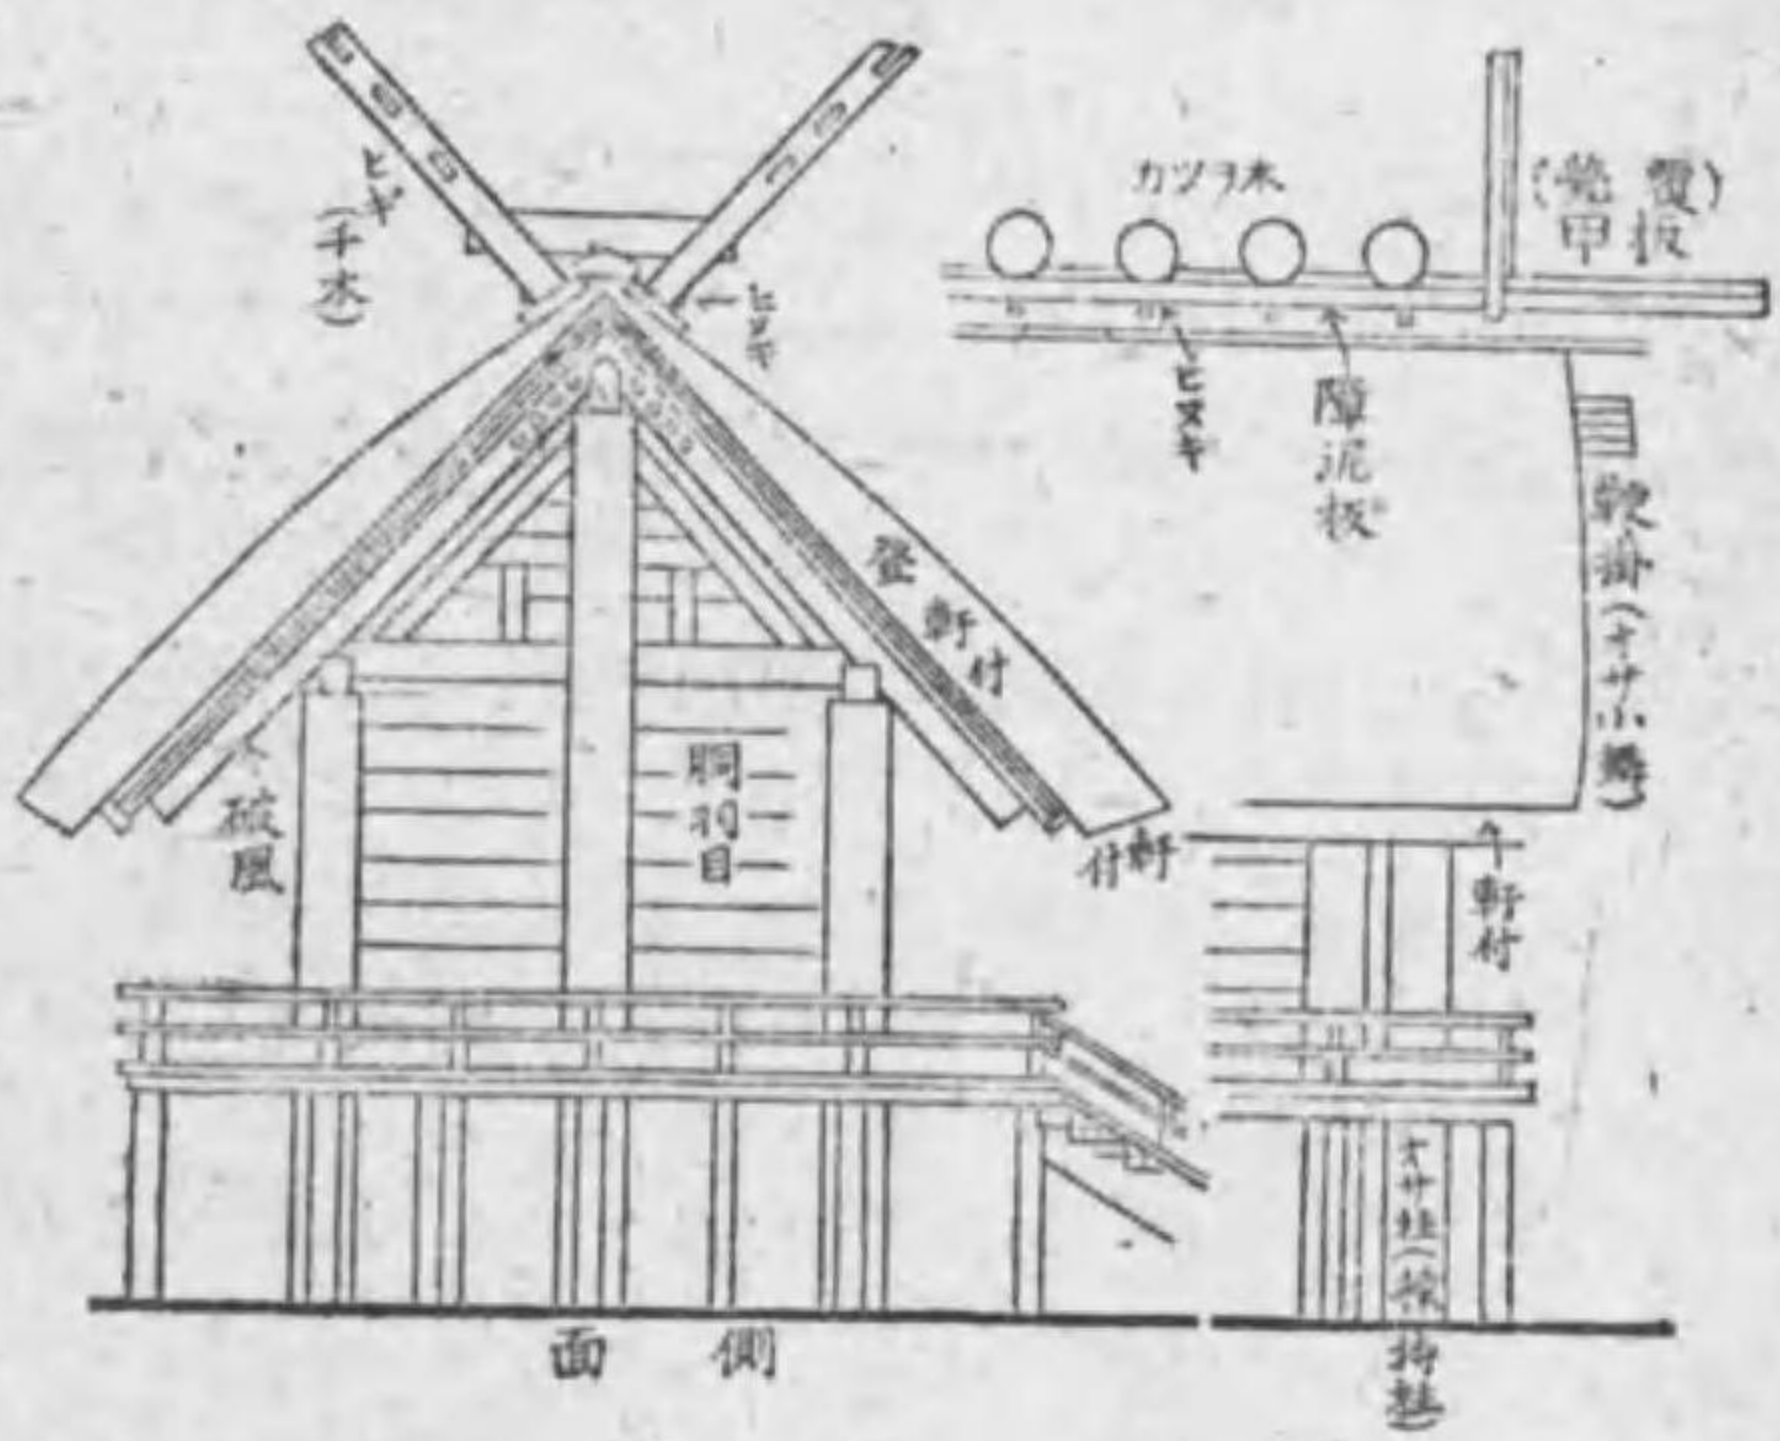 ヒギ
(千木)
ヒヌキ
カツヲ木
(甍覆)
甲板
ヒヌキ
障泥板
鞭掛(オサ小舞)
登軒付
胴羽目
破風
軒付
軒付
オサ柱(棟持柱)
側面